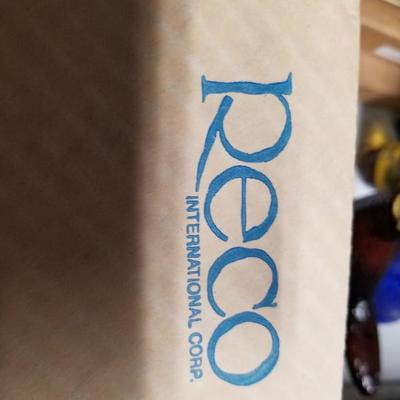 Reco
INTERNATIONAL CORP.